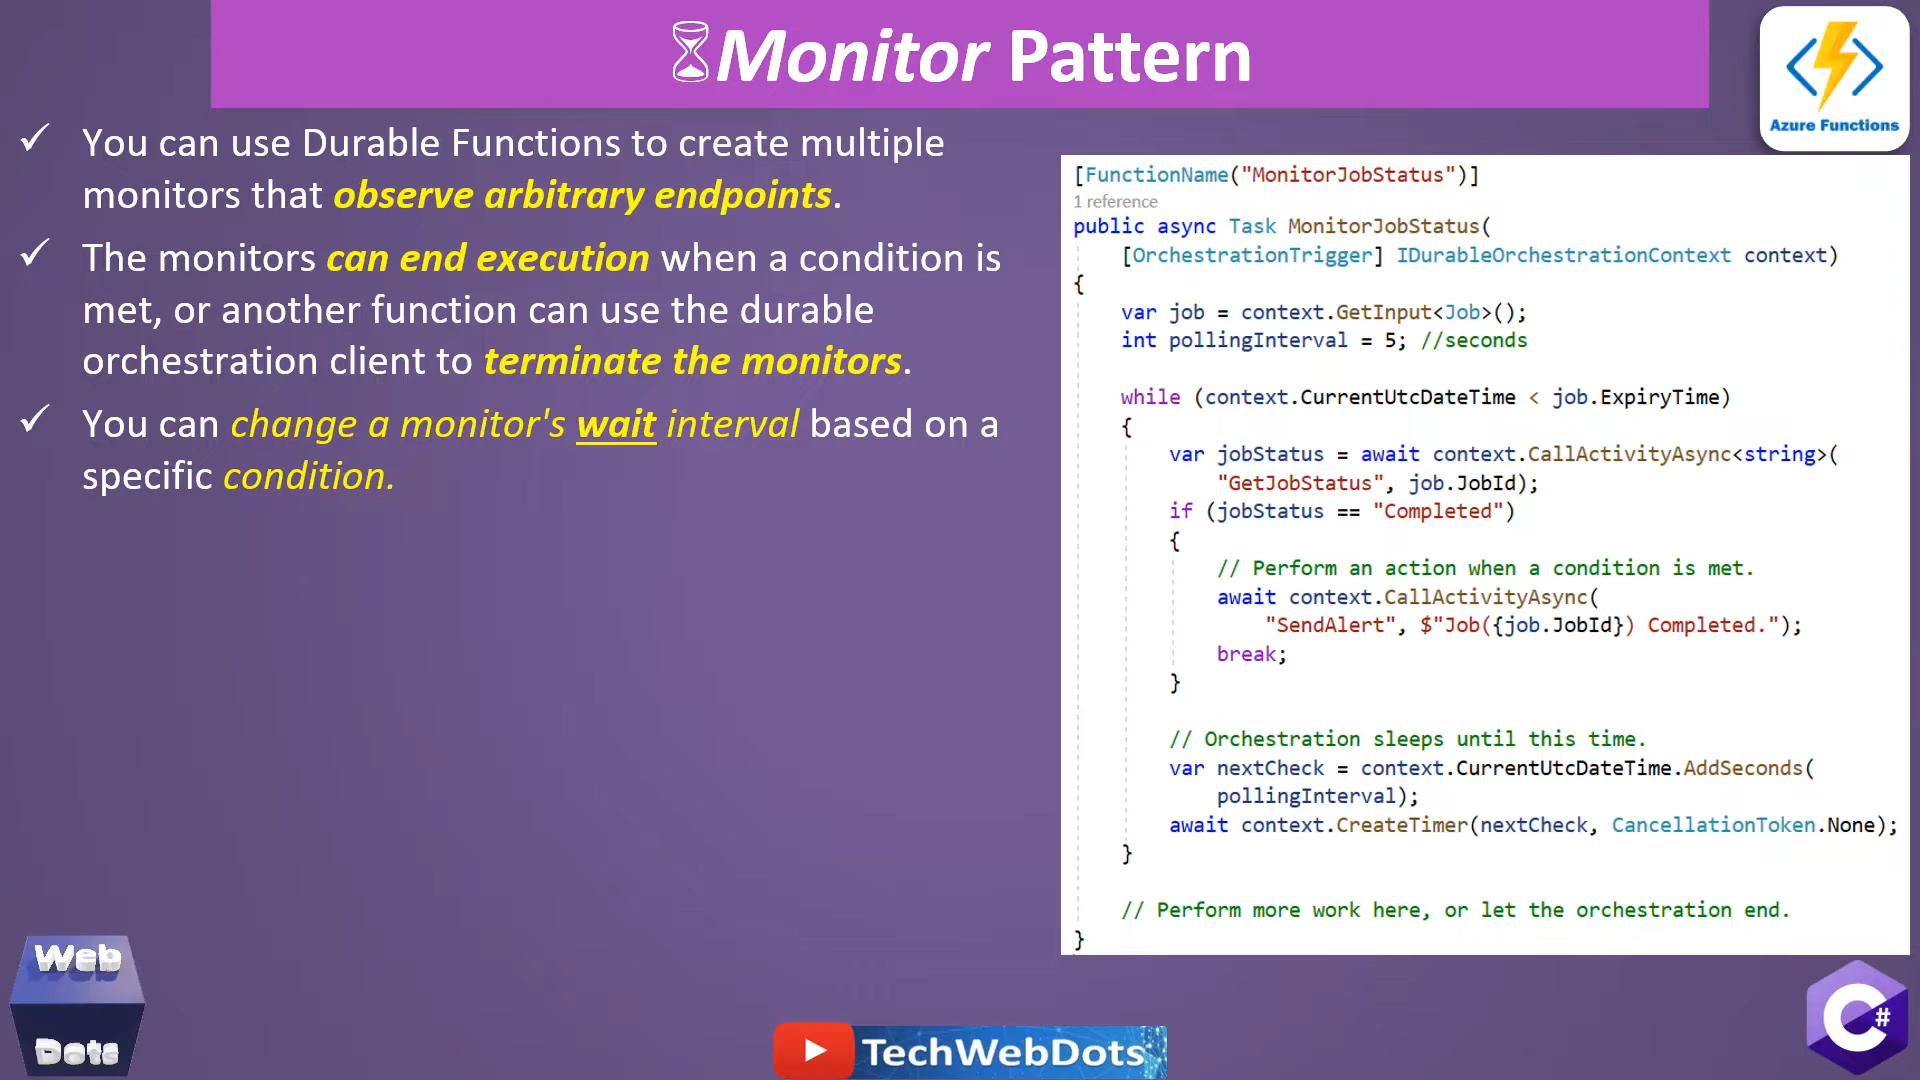 ⏳Monitor Pattern
Azure Functions
✓ You can use Durable Functions to create multiple
monitors that observe arbitrary endpoints.
✓ The monitors can end execution when a condition is
met, or another function can use the durable
orchestration client to terminate the monitors.
✓ You can change a monitor's wait interval based on a
specific condition.
[FunctionName("MonitorJobStatus")]
1 reference
public async Task MonitorJobStatus(
[OrchestrationTrigger] IDurableOrchestrationContext context)
{
var job = context.GetInput<Job>();
int pollingInterval = 5; //seconds
while (context.CurrentUtcDateTime < job.ExpiryTime)
{
var jobStatus = await context.CallActivityAsync<string>(
"GetJobStatus", job.JobId);
if (jobStatus == "Completed")
{
// Perform an action when a condition is met.
await context.CallActivityAsync(
"SendAlert", $"Job({job.JobId}) Completed.");
break;
}
// Orchestration sleeps until this time.
var nextCheck = context.CurrentUtcDateTime.AddSeconds(
pollingInterval);
await context.CreateTimer(nextCheck, CancellationToken.None);
}
// Perform more work here, or let the orchestration end.
}
Web
Dots
TechWebDots
C#